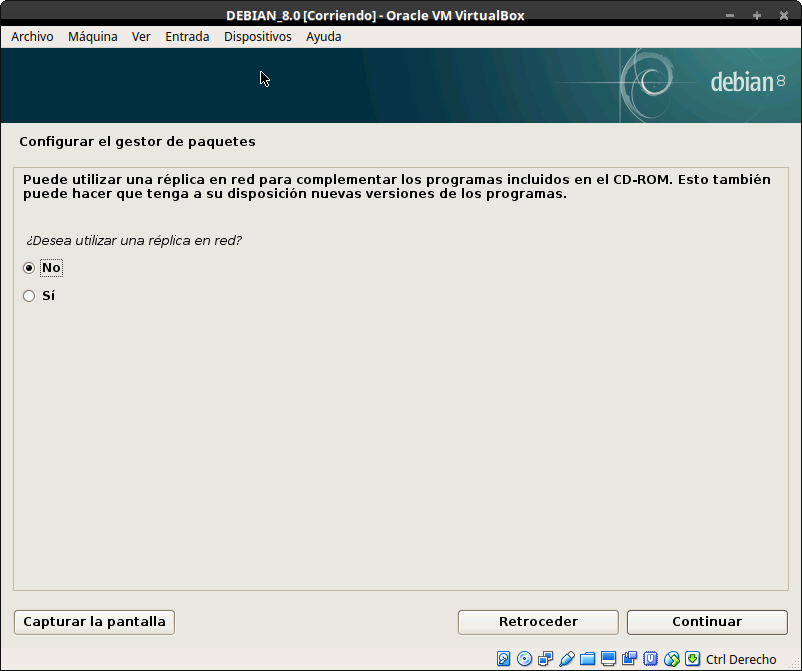 DEBIAN_8.0 [Corriendo] - Oracle VM VirtualBox
Archivo Máquina Ver Entrada Dispositivos Ayuda
debian 8
Configurar el gestor de paquetes
Puede utilizar una réplica en red para complementar los programas incluidos en el CD-ROM. Esto también
puede hacer que tenga a su disposición nuevas versiones de los programas.
¿Desea utilizar una réplica en red?
No
Sí
Capturar la pantalla Retroceder Continuar
Ctrl Derecho